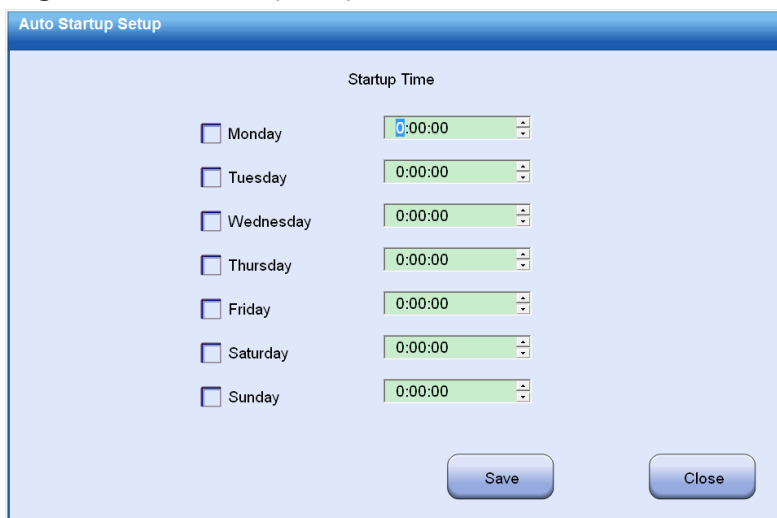 Auto Startup Setup
Startup Time
Monday 0:00:00
Tuesday 0:00:00
Wednesday 0:00:00
Thursday 0:00:00
Friday 0:00:00
Saturday 0:00:00
Sunday 0:00:00
Save Close